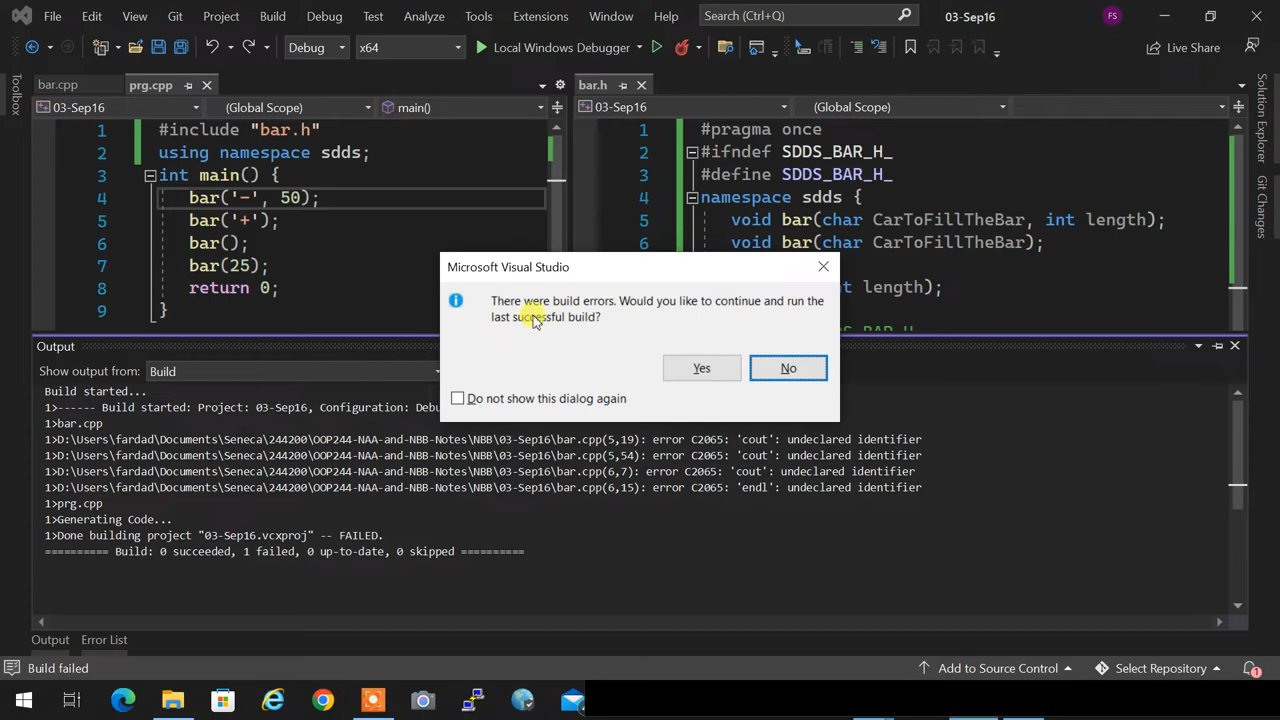 File Edit View Git Project Build Debug Test Analyze Tools Extensions Window Help Search (Ctrl+Q) 03-Sep16 FS
Debug x64 Local Windows Debugger Live Share
Toolbox
bar.cpp prg.cpp
03-Sep16 (Global Scope) main()
1 #include "bar.h"
2 using namespace sdds;
3 int main() {
4 bar('-', 50);
5 bar('+');
6 bar();
7 bar(25);
8 return 0;
9 }
bar.h
03-Sep16 (Global Scope)
1 #pragma once
2 #ifndef SDDS_BAR_H_
3 #define SDDS_BAR_H_
4 namespace sdds {
5 void bar(char CarToFillTheBar, int length);
6 void bar(char CarToFillTheBar);
t length);
SDDS_BAR_H
Solution Explorer
Git Changes
Microsoft Visual Studio
There were build errors. Would you like to continue and run the
last successful build?
Yes No
Do not show this dialog again
Output
Show output from: Build
Build started...
1>------ Build started: Project: 03-Sep16, Configuration: Debu
1>bar.cpp
1>D:\Users\fardad\Documents\Seneca\244200\OOP244-NAA-and-NBB-Notes\NBB\03-Sep16\bar.cpp(5,19): error C2065: 'cout': undeclared identifier
1>D:\Users\fardad\Documents\Seneca\244200\OOP244-NAA-and-NBB-Notes\NBB\03-Sep16\bar.cpp(5,54): error C2065: 'cout': undeclared identifier
1>D:\Users\fardad\Documents\Seneca\244200\OOP244-NAA-and-NBB-Notes\NBB\03-Sep16\bar.cpp(6,7): error C2065: 'cout': undeclared identifier
1>D:\Users\fardad\Documents\Seneca\244200\OOP244-NAA-and-NBB-Notes\NBB\03-Sep16\bar.cpp(6,15): error C2065: 'endl': undeclared identifier
1>prg.cpp
1>Generating Code...
1>Done building project "03-Sep16.vcxproj" -- FAILED.
========== Build: 0 succeeded, 1 failed, 0 up-to-date, 0 skipped ==========
Output Error List
Build failed Add to Source Control Select Repository 1